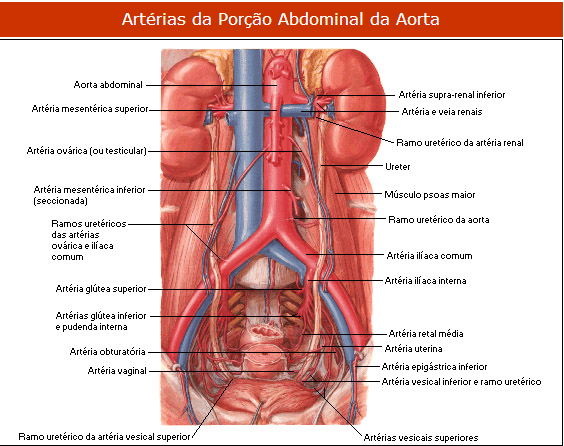 Artérias da Porção Abdominal da Aorta
Aorta abdominal
Artéria mesentérica superior
Artéria ovárica (ou testicular)
Artéria mesentérica inferior
(seccionada)
Ramos uretéricos
das artérias
ovárica e ilíaca
comum
Artéria glútea superior
Artérias glútea inferior
e pudenda interna
Artéria obturatória
Artéria vaginal
Ramo uretérico da artéria vesical superior
Artéria supra-renal inferior
Artéria e veia renais
Ramo uretérico da artéria renal
Ureter
Músculo psoas maior
Ramo uretérico da aorta
Artéria ilíaca comum
Artéria ilíaca interna
Artéria retal média
Artéria uterina
Artéria epigástrica inferior
Artéria vesical inferior e ramo uretérico
Artérias vesicais superiores